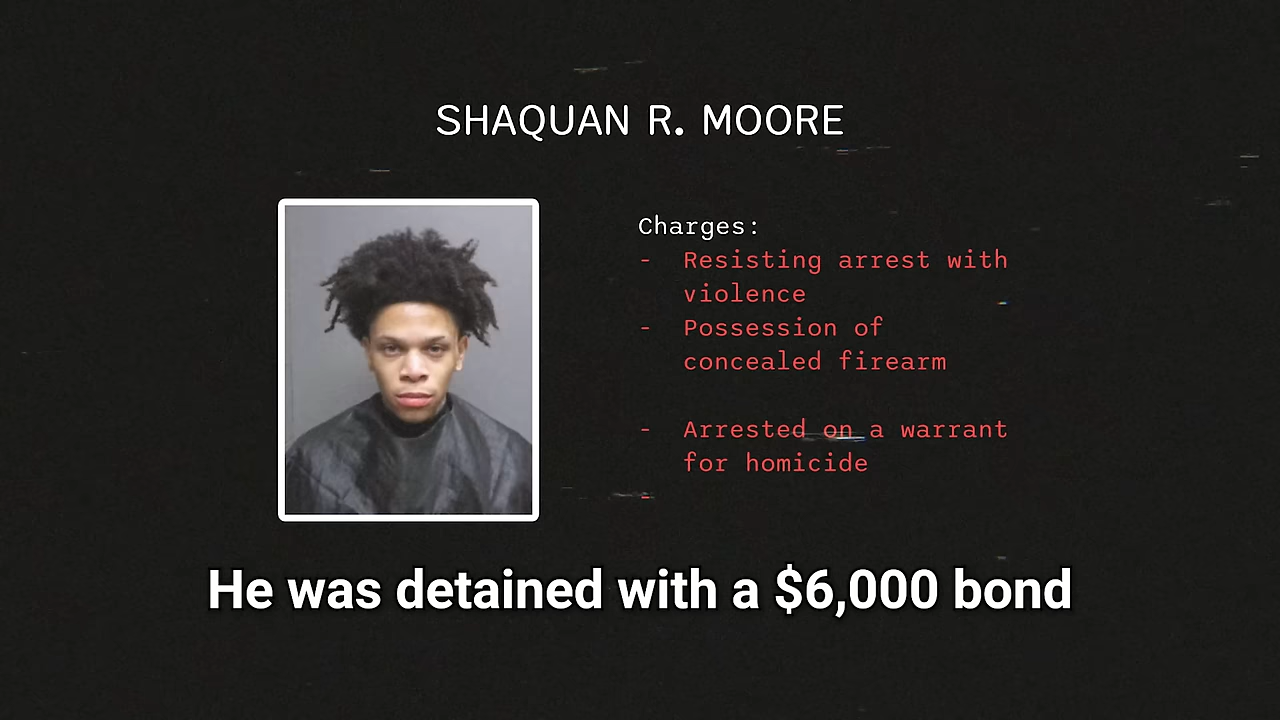 SHAQUAN R. MOORE
Charges:
- Resisting arrest with
violence
- Possession of
concealed firearm
- Arrested on a warrant
for homicide
-
He was detained with a $6,000 bond